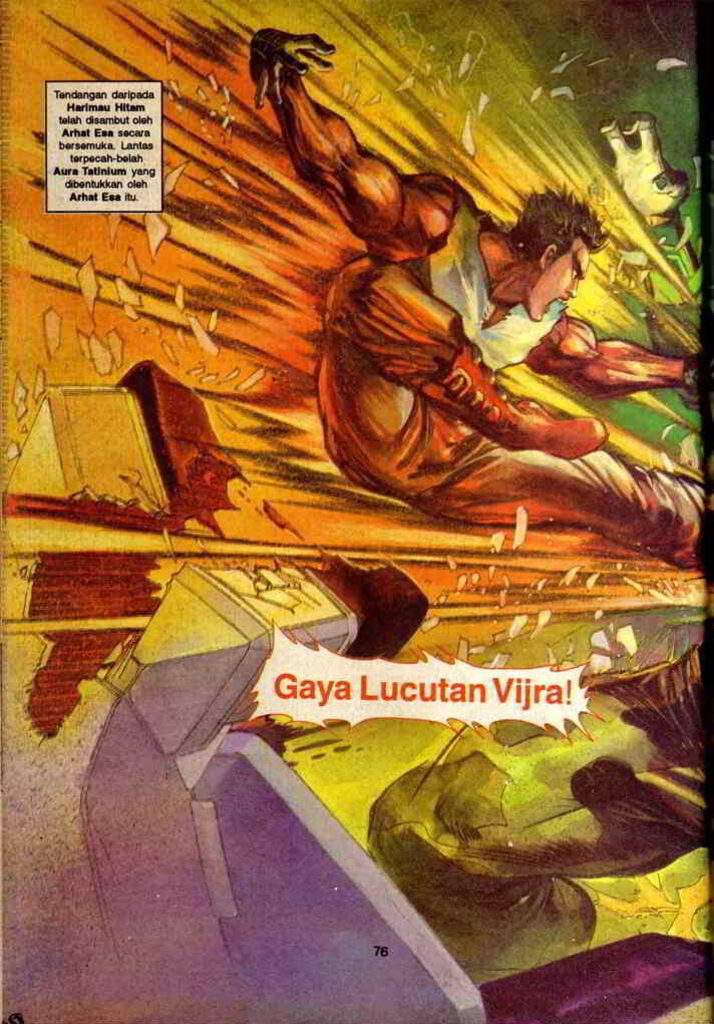 Tendangan daripada
Harimau Hitam
telah disambut oleh
Arhat Esa secara
bersemuka. Lantas
terpecah-belah
Aura Tatinium yang
dibentukkan oleh
Arhat Esa itu.
Gaya Lucutan Vijra!
76